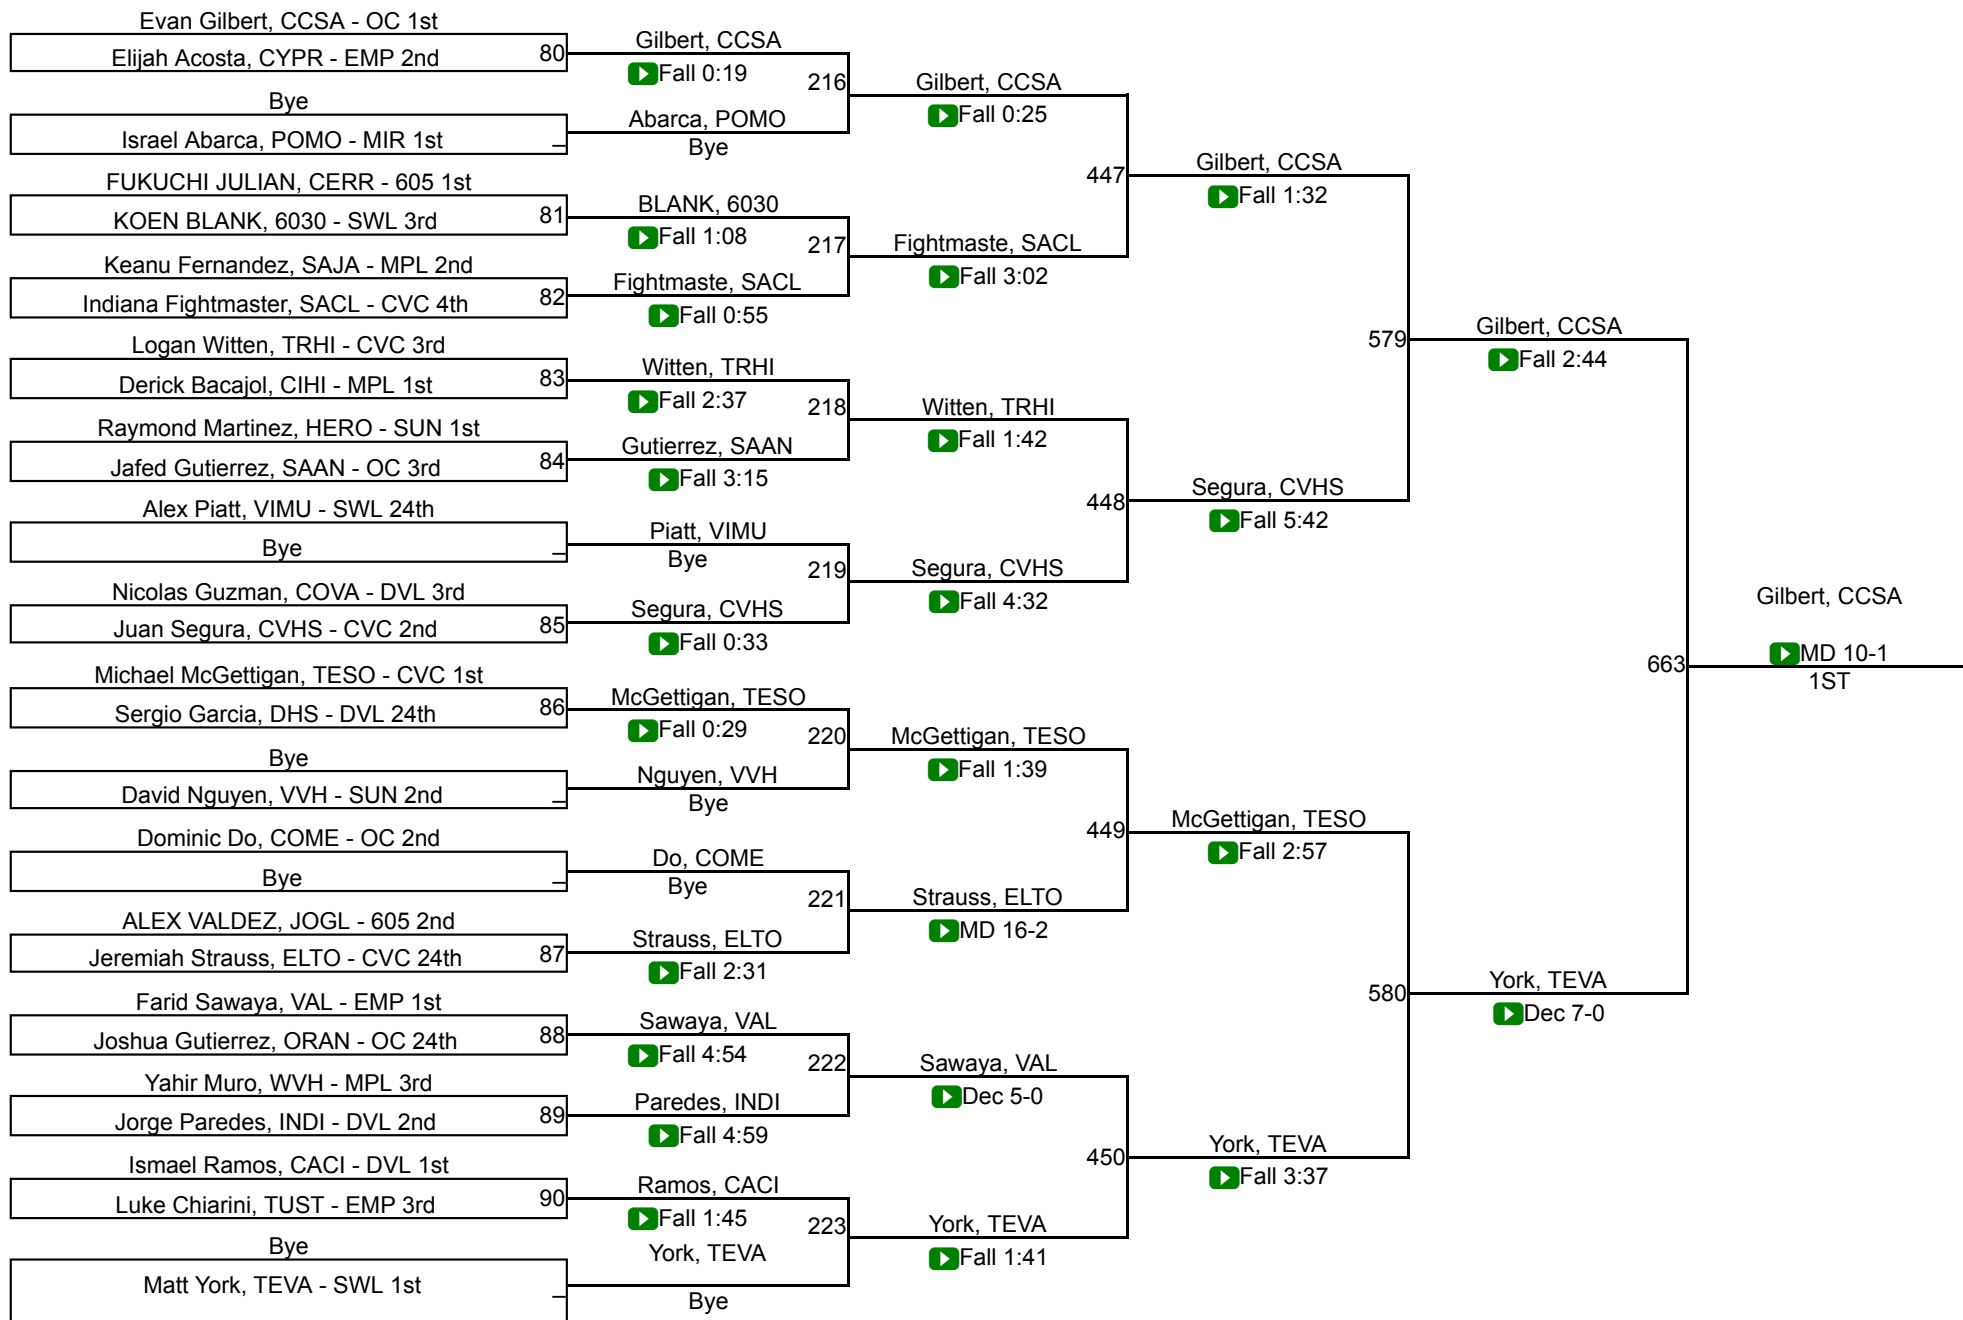 Evan Gilbert, CCSA - OC 1st
Elijah Acosta, CYPR - EMP 2nd
80
Bye
Israel Abarca, POMO - MIR 1st
FUKUCHI JULIAN, CERR - 605 1st
KOEN BLANK, 6030 - SWL 3rd
81
Keanu Fernandez, SAJA - MPL 2nd
Indiana Fightmaster, SACL - CVC 4th
82
Logan Witten, TRHI - CVC 3rd
Derick Bacajol, CIHI - MPL 1st
83
Raymond Martinez, HERO - SUN 1st
Jafed Gutierrez, SAAN - OC 3rd
84
Alex Piatt, VIMU - SWL 24th
Bye
Nicolas Guzman, COVA - DVL 3rd
Juan Segura, CVHS - CVC 2nd
85
Michael McGettigan, TESO - CVC 1st
Sergio Garcia, DHS - DVL 24th
86
Bye
David Nguyen, VVH - SUN 2nd
Dominic Do, COME - OC 2nd
Bye
ALEX VALDEZ, JOGL - 605 2nd
Jeremiah Strauss, ELTO - CVC 24th
87
Farid Sawaya, VAL - EMP 1st
Joshua Gutierrez, ORAN - OC 24th
88
Yahir Muro, WVH - MPL 3rd
Jorge Paredes, INDI - DVL 2nd
89
Ismael Ramos, CACI - DVL 1st
Luke Chiarini, TUST - EMP 3rd
90
Bye
Matt York, TEVA - SWL 1st
Gilbert, CCSA
Fall 0:19
216
Abarca, POMO
Bye
BLANK, 6030
Fall 1:08
217
Fightmaste, SACL
Fall 0:55
Witten, TRHI
Fall 2:37
218
Gutierrez, SAAN
Fall 3:15
Piatt, VIMU
Bye
219
Segura, CVHS
Fall 0:33
McGettigan, TESO
Fall 0:29
220
Nguyen, VVH
Bye
Do, COME
Bye
221
Strauss, ELTO
Fall 2:31
Sawaya, VAL
Fall 4:54
222
Paredes, INDI
Fall 4:59
Ramos, CACI
Fall 1:45
223
York, TEVA
Bye
Gilbert, CCSA
Fall 0:25
447
Fightmaste, SACL
Fall 3:02
Witten, TRHI
Fall 1:42
448
Segura, CVHS
Fall 4:32
McGettigan, TESO
Fall 1:39
449
Strauss, ELTO
MD 16-2
Sawaya, VAL
Dec 5-0
450
York, TEVA
Fall 1:41
Gilbert, CCSA
Fall 1:32
579
Segura, CVHS
Fall 5:42
McGettigan, TESO
Fall 2:57
580
York, TEVA
Fall 3:37
Gilbert, CCSA
Fall 2:44
663
York, TEVA
Dec 7-0
Gilbert, CCSA
MD 10-1
1ST